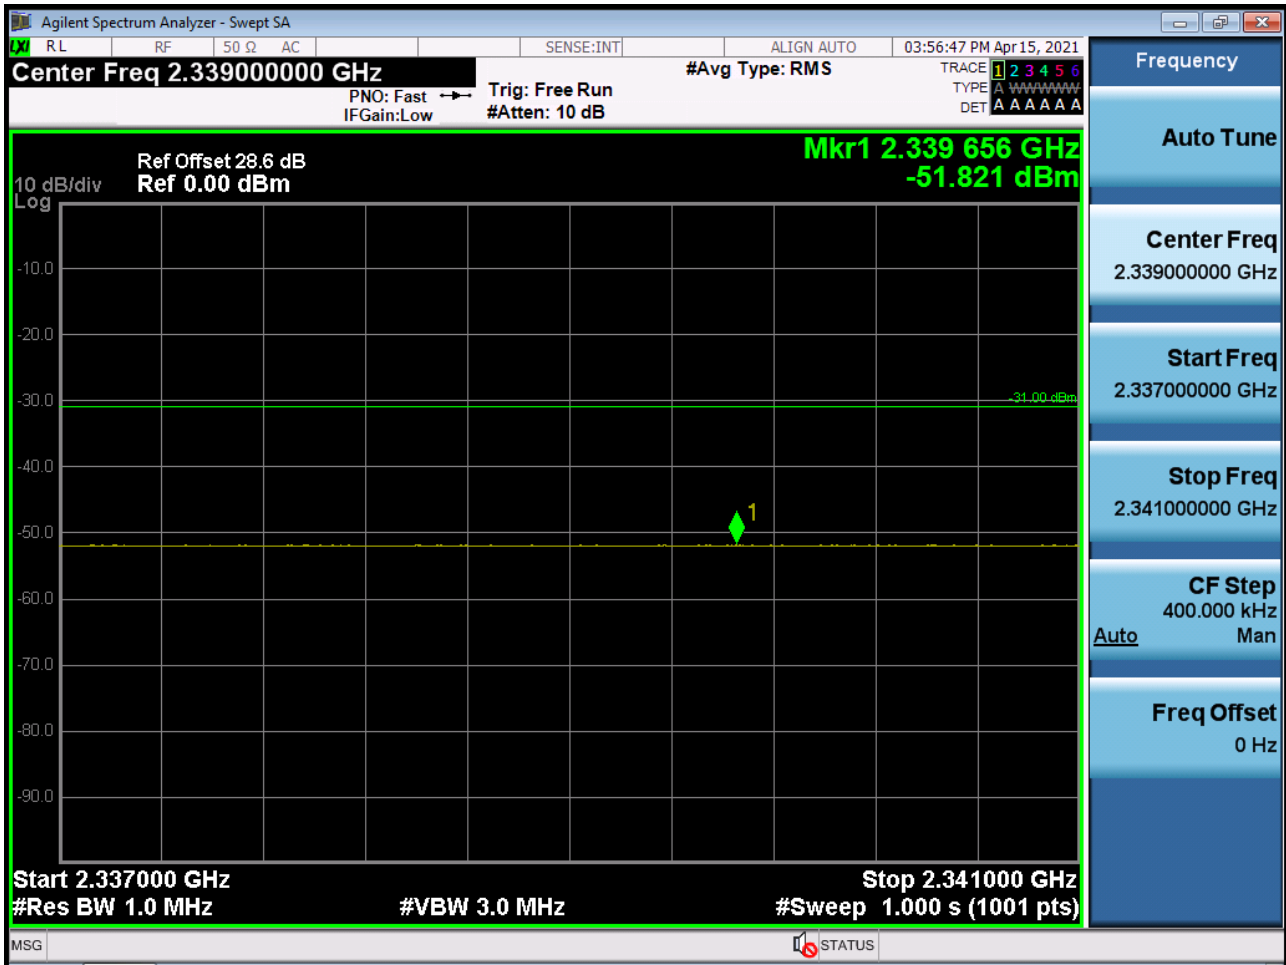 Agilent Spectrum Analyzer - Swept SA
LXI RL RF 50 Ω AC SENSE:INT ALIGN AUTO 03:56:47 PM Apr 15, 2021
Center Freq 2.339000000 GHz
PNO: Fast
IFGain:Low
Trig: Free Run
#Atten: 10 dB
#Avg Type: RMS
TRACE 1 2 3 4 5 6
TYPE A WWWWW
DET A A A A A A
Mkr1 2.339 656 GHz
-51.821 dBm
Ref Offset 28.6 dB
10 dB/div Ref 0.00 dBm
Log
-10.0
-20.0
-30.0
-31.00 dBm
-40.0
1
-50.0
-60.0
-70.0
-80.0
-90.0
Start 2.337000 GHz Stop 2.341000 GHz
#Res BW 1.0 MHz #VBW 3.0 MHz #Sweep 1.000 s (1001 pts)
MSG STATUS
Frequency
Auto Tune
Center Freq
2.339000000 GHz
Start Freq
2.337000000 GHz
Stop Freq
2.341000000 GHz
CF Step
400.000 kHz
Auto Man
Freq Offset
0 Hz